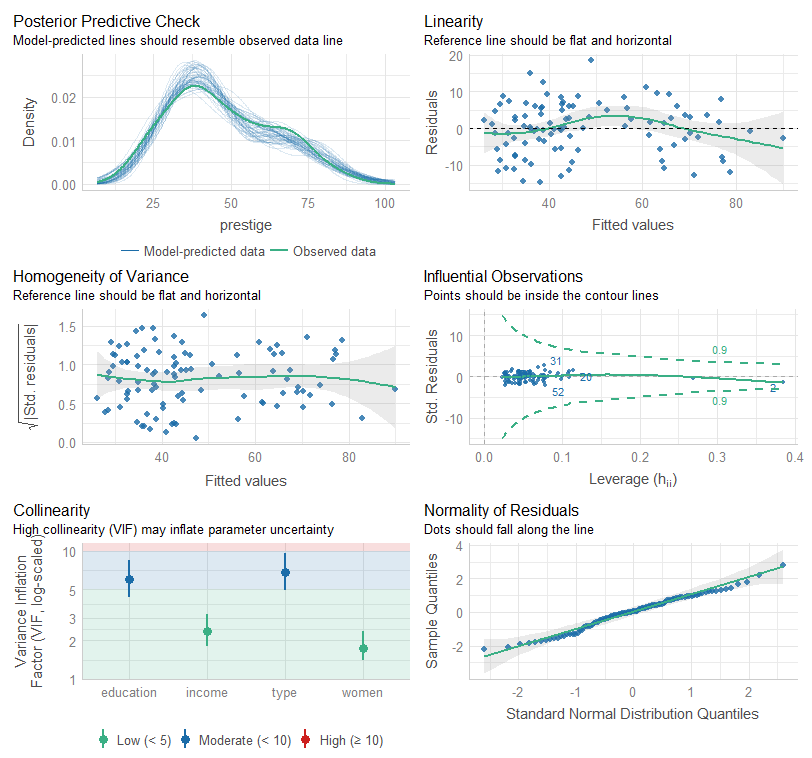 Posterior Predictive Check
Model-predicted lines should resemble observed data line
Density
0.02
0.01
0.00
25
50
75
100
prestige
Model-predicted data
Observed data
Linearity
Reference line should be flat and horizontal
Residuals
20
10
0
-10
40
60
80
Fitted values
Homogeneity of Variance
Reference line should be flat and horizontal
√|Std. residuals|
1.5
1.0
0.5
0.0
40
60
80
Fitted values
Influential Observations
Points should be inside the contour lines
Std. Residuals
10
0
-10
0.9
31
20
52
2
0.9
0.0
0.1
0.2
0.3
0.4
Leverage (hii)
Collinearity
High collinearity (VIF) may inflate parameter uncertainty
Variance Inflation
Factor (VIF, log-scaled)
10
5
3
2
1
education
income
type
women
Low (< 5)
Moderate (< 10)
High (≥ 10)
Normality of Residuals
Dots should fall along the line
Sample Quantiles
4
2
0
-2
-2
-1
0
1
2
Standard Normal Distribution Quantiles